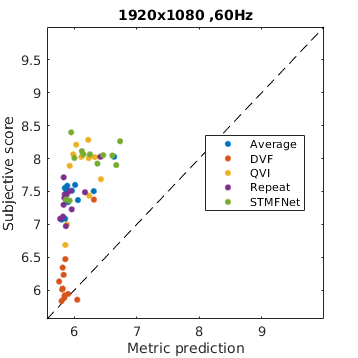 1920x1080 ,60Hz
9.5
9
8.5
8
7.5
7
6.5
6
Subjective score
Average
DVF
QVI
Repeat
STMFNet
6 7 8 9
Metric prediction